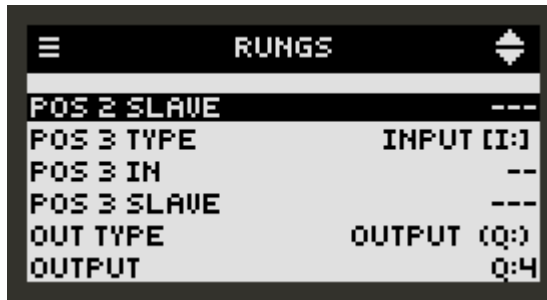 RUNGS
POS 2 SLAVE ---
POS 3 TYPE INPUT [I:]
POS 3 IN --
POS 3 SLAVE ---
OUT TYPE OUTPUT (Q:)
OUTPUT Q:4